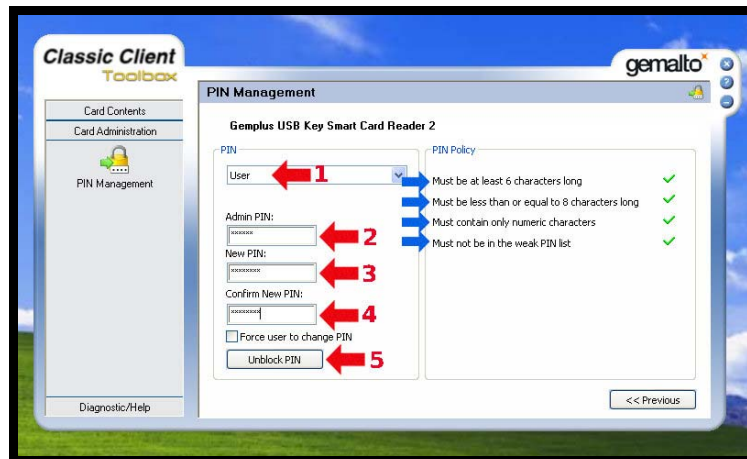 Classic Client
Toolbox
gemalto
PIN Management
Card Contents
Card Administration
PIN Management
Diagnostic/Help
Gemplus USB Key Smart Card Reader 2
PIN
User
1
Admin PIN:
xxxxxx
2
New PIN:
xxxxxxxx
3
Confirm New PIN:
xxxxxxxx
4
Force user to change PIN
Unblock PIN
5
PIN Policy
Must be at least 6 characters long
Must be less than or equal to 8 characters long
Must contain only numeric characters
Must not be in the weak PIN list
<< Previous